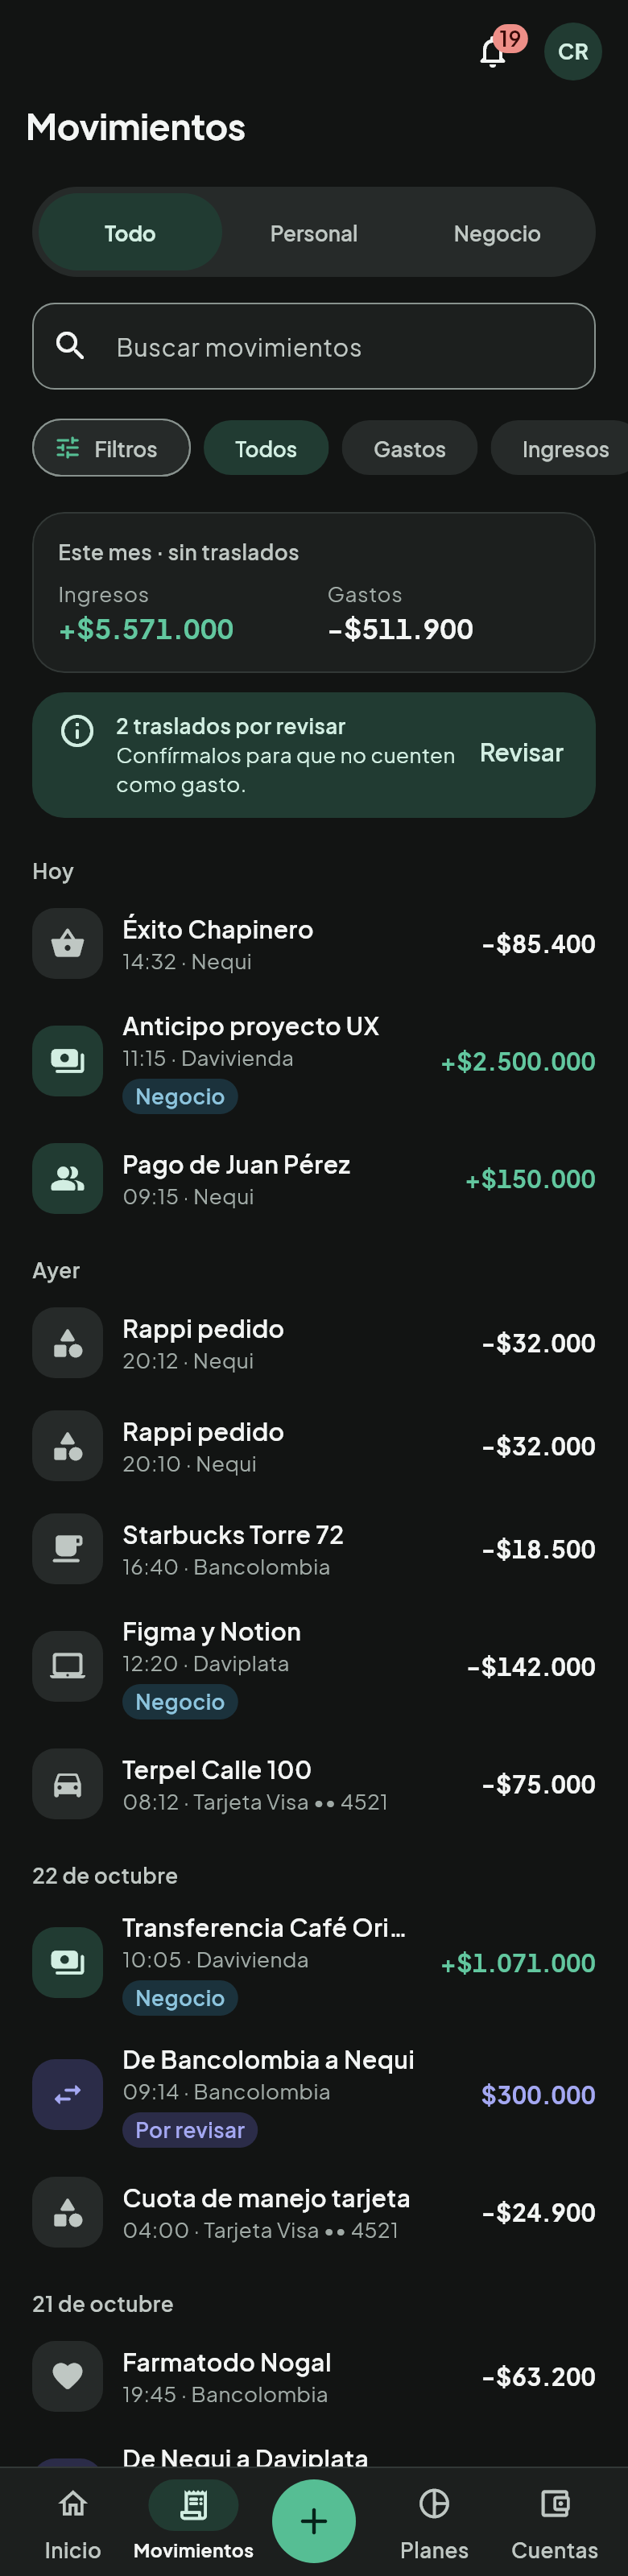 19
CR
Movimientos
Todo
Personal
Negocio
Buscar movimientos
Filtros
Todos
Gastos
Ingresos
Este mes · sin traslados
Ingresos
Gastos
+$5.571.000
-$511.900
2 traslados por revisar
Confírmalos para que no cuenten
como gasto.
Revisar
Hoy
Éxito Chapinero
14:32 · Nequi
-$85.400
Anticipo proyecto UX
11:15 · Davivienda
Negocio
+$2.500.000
Pago de Juan Pérez
09:15 · Nequi
+$150.000
Ayer
Rappi pedido
20:12 · Nequi
-$32.000
Rappi pedido
20:10 · Nequi
-$32.000
Starbucks Torre 72
16:40 · Bancolombia
-$18.500
Figma y Notion
12:20 · Daviplata
Negocio
-$142.000
Terpel Calle 100
08:12 · Tarjeta Visa •• 4521
-$75.000
22 de octubre
Transferencia Café Ori…
10:05 · Davivienda
Negocio
+$1.071.000
De Bancolombia a Nequi
09:14 · Bancolombia
Por revisar
$300.000
Cuota de manejo tarjeta
04:00 · Tarjeta Visa •• 4521
-$24.900
21 de octubre
Farmatodo Nogal
19:45 · Bancolombia
-$63.200
De Nequi a Daviplata
Inicio
Movimientos
Planes
Cuentas